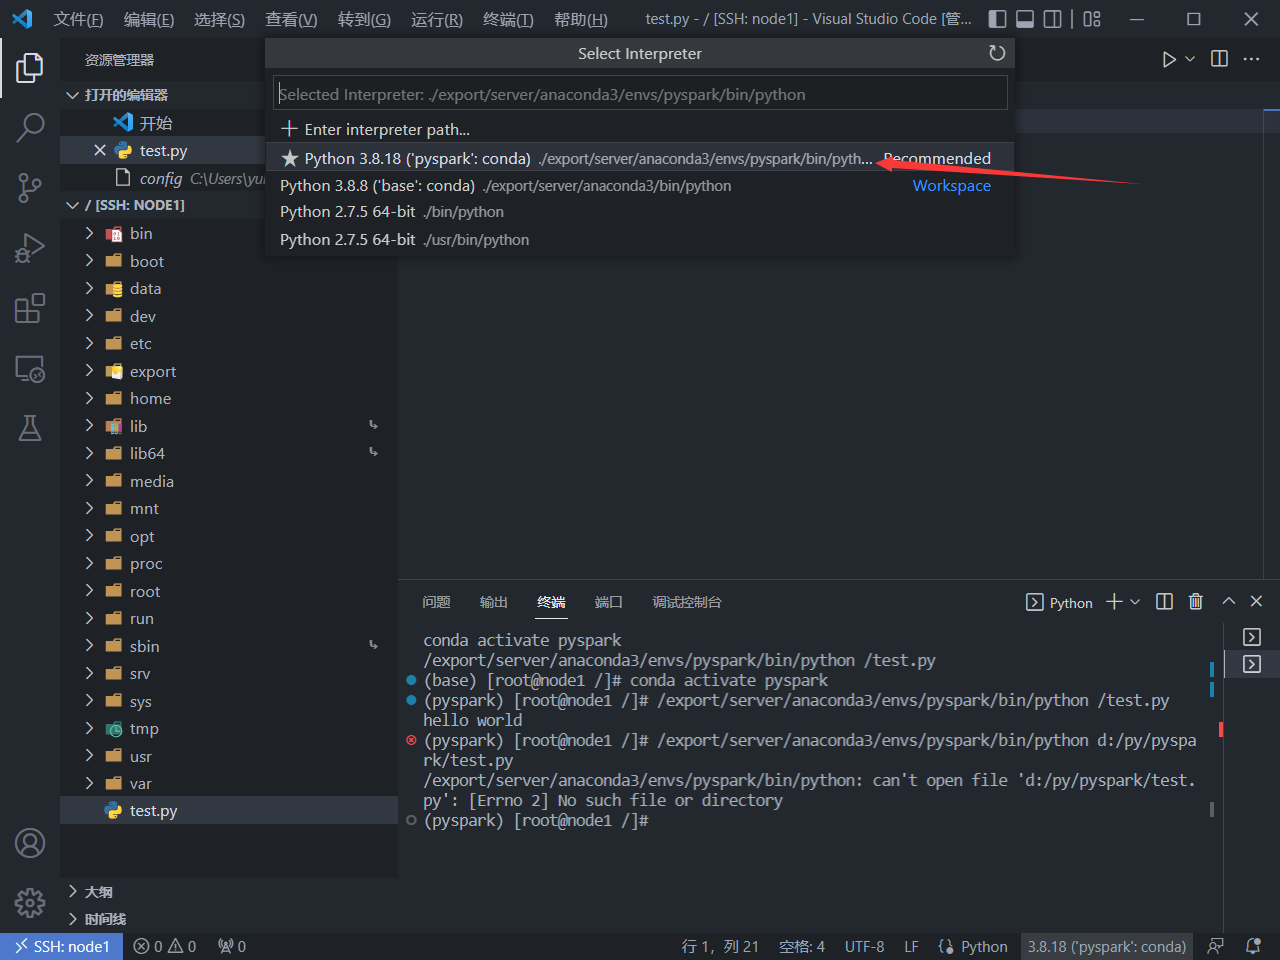 文件(F) 编辑(E) 选择(S) 查看(V) 转到(G) 运行(R) 终端(T) 帮助(H) test.py - / [SSH: node1] - Visual Studio Code [管...
资源管理器
Select Interpreter
Selected Interpreter: ./export/server/anaconda3/envs/pyspark/bin/python
Enter interpreter path...
Python 3.8.18 ('pyspark': conda) ./export/server/anaconda3/envs/pyspark/bin/pyth... Recommended
Python 3.8.8 ('base': conda) ./export/server/anaconda3/bin/python Workspace
Python 2.7.5 64-bit ./bin/python
Python 2.7.5 64-bit ./usr/bin/python
打开的编辑器
开始
test.py
config C:\Users\yu
/ [SSH: NODE1]
bin
boot
data
dev
etc
export
home
lib
lib64
media
mnt
opt
proc
root
run
sbin
srv
sys
tmp
usr
var
test.py
大纲
时间线
问题 输出 终端 端口 调试控制台 Python
conda activate pyspark
/export/server/anaconda3/envs/pyspark/bin/python /test.py
(base) [root@node1 /]# conda activate pyspark
(pyspark) [root@node1 /]# /export/server/anaconda3/envs/pyspark/bin/python /test.py
hello world
(pyspark) [root@node1 /]# /export/server/anaconda3/envs/pyspark/bin/python d:/py/pyspa
rk/test.py
/export/server/anaconda3/envs/pyspark/bin/python: can't open file 'd:/py/pyspark/test.
py': [Errno 2] No such file or directory
(pyspark) [root@node1 /]#
SSH: node1 0 0 0 行 1，列 21 空格: 4 UTF-8 LF Python 3.8.18 ('pyspark': conda)